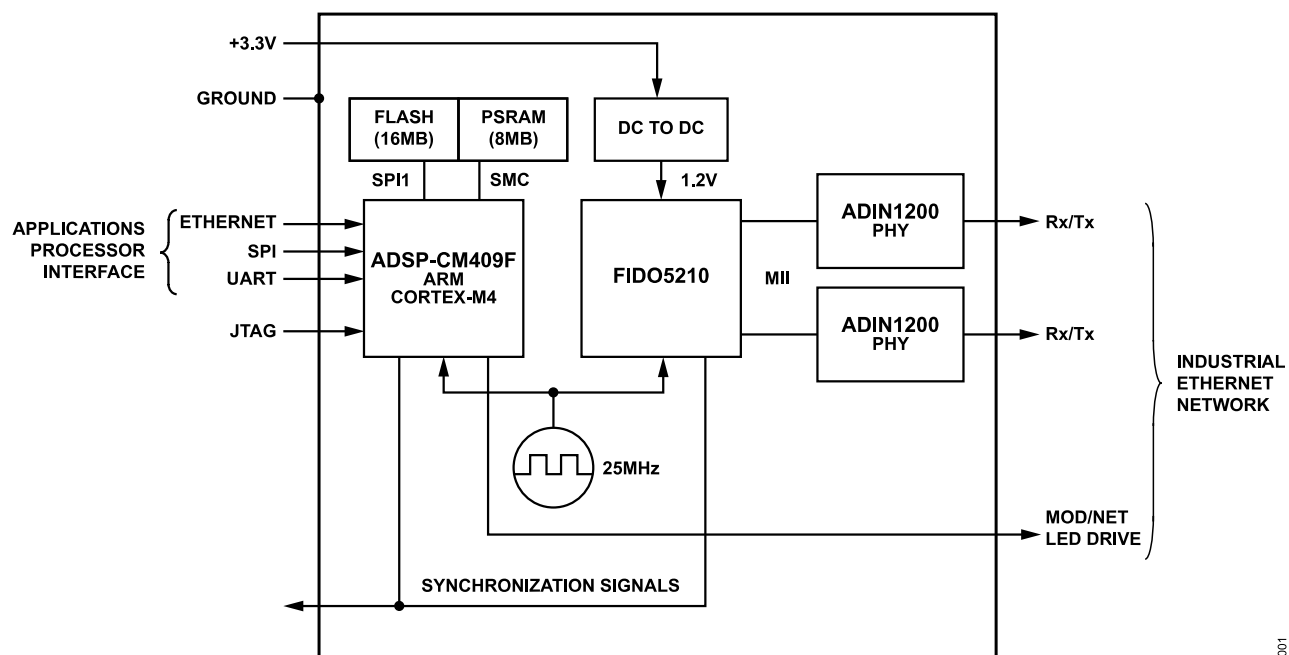 +3.3V
GROUND
FLASH
(16MB)
PSRAM
(8MB)
DC TO DC
SPI1
SMC
1.2V
APPLICATIONS
PROCESSOR
INTERFACE
ETHERNET
SPI
UART
JTAG
ADSP-CM409F
ARM
CORTEX-M4
FIDO5210
MII
ADIN1200
PHY
Rx/Tx
ADIN1200
PHY
Rx/Tx
INDUSTRIAL
ETHERNET
NETWORK
25MHz
MOD/NET
LED DRIVE
SYNCHRONIZATION SIGNALS
001